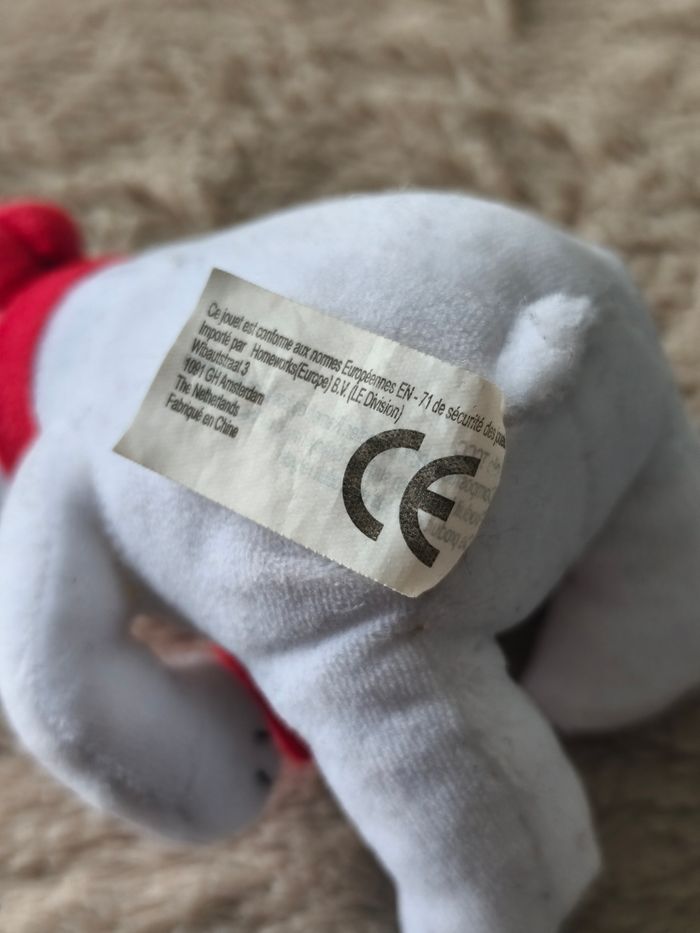 Ce jouet est conforme aux normes Européennes EN - 71 de sécurité des
Importé par Homeworks(Europe) B.V. (LE Division)
Wibautstraat 3
1091 GH Amsterdam
The Netherlands
Fabriqué en Chine
CE